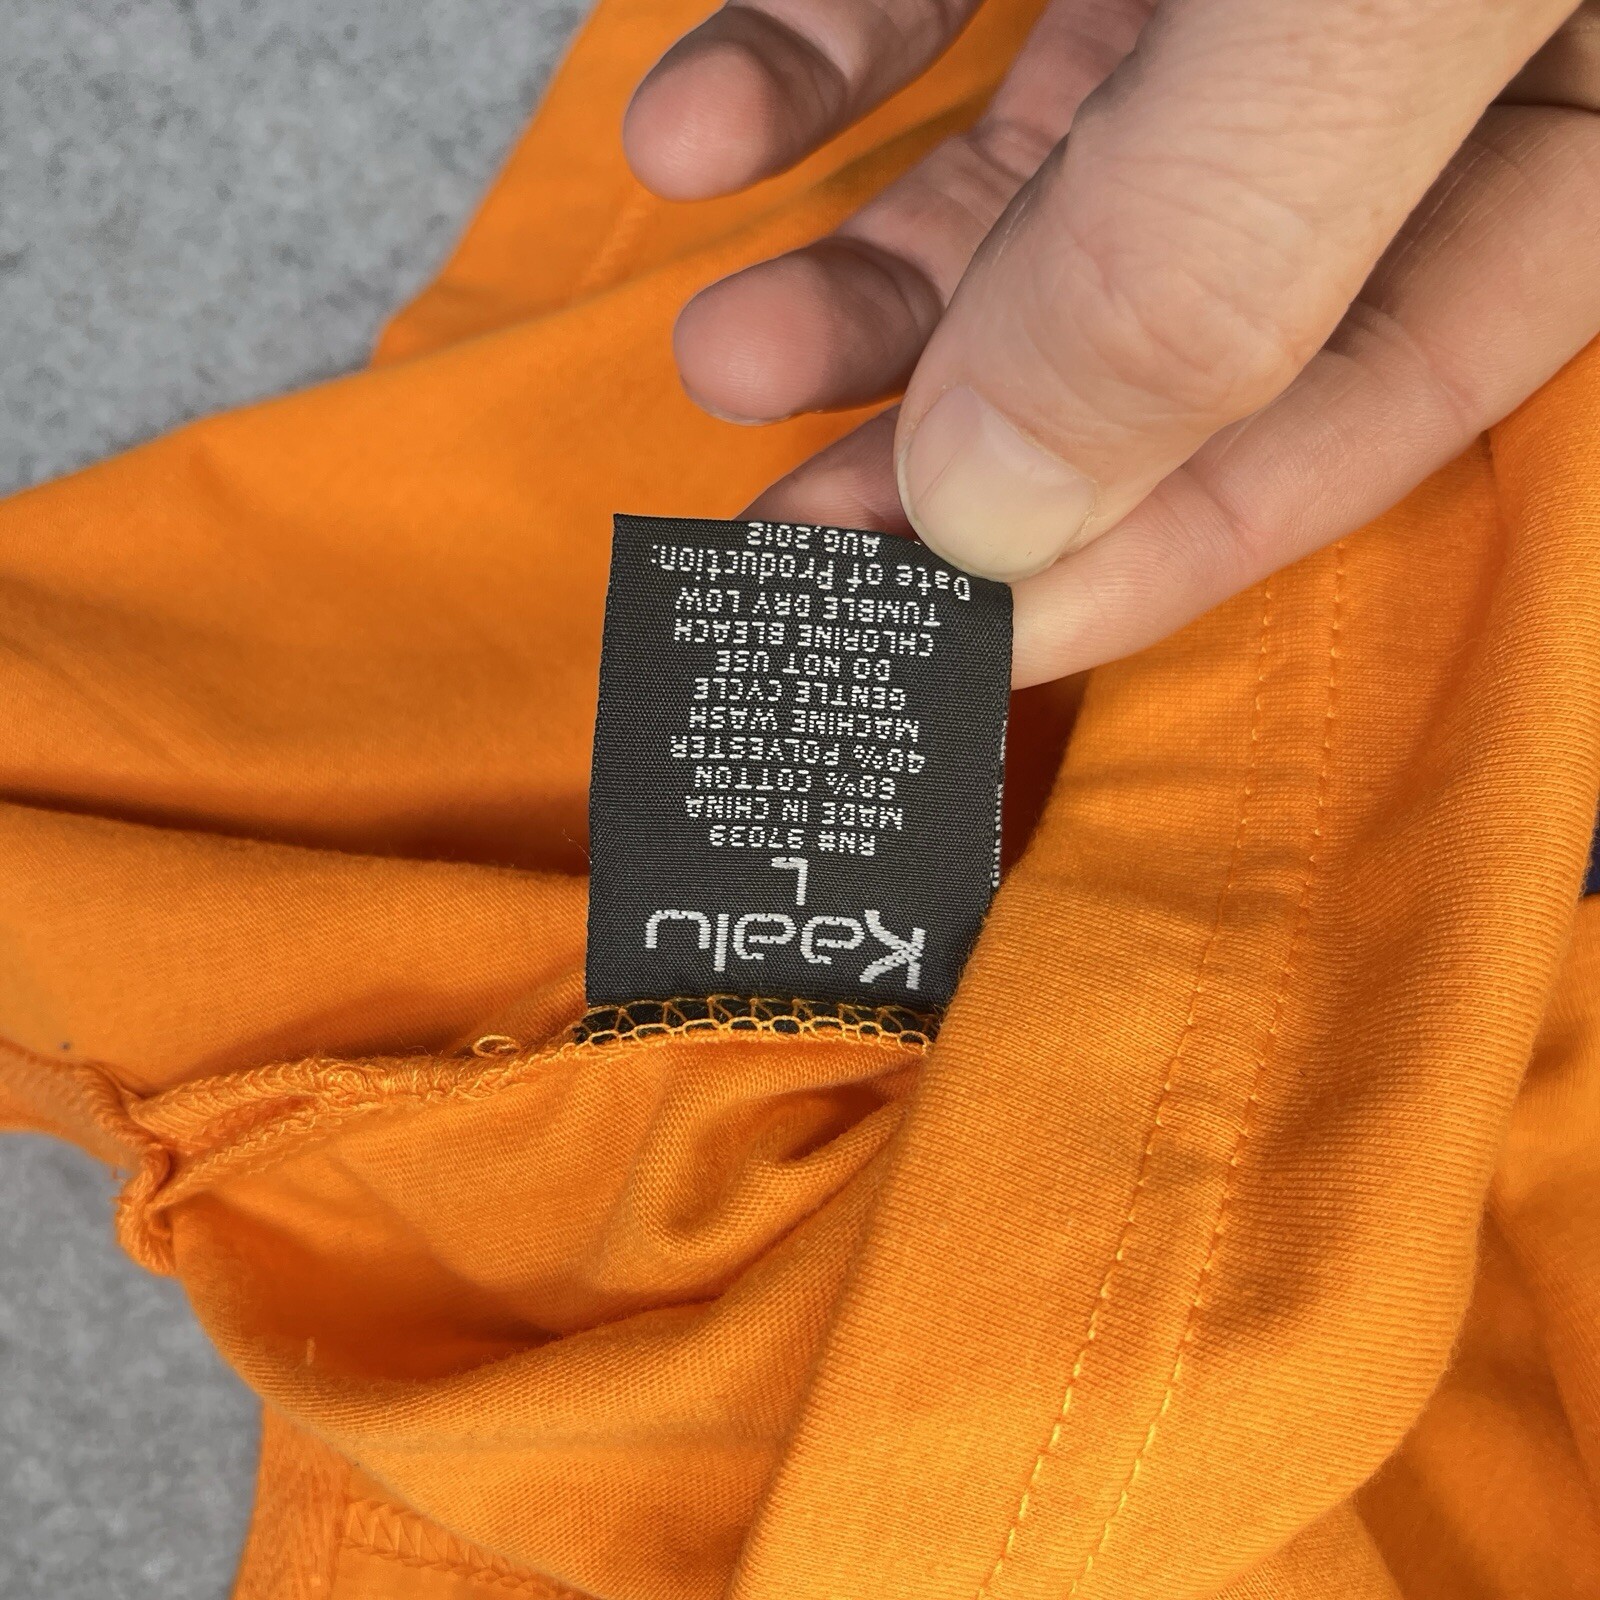 Keelu
L
RN# 97039
MADE IN CHINA
60% COTTON
40% POLYESTER
MACHINE WASH
GENTLE CYCLE
DO NOT USE
CHLORINE BLEACH
TUMBLE DRY LOW
Date of Production:
AUG,2012